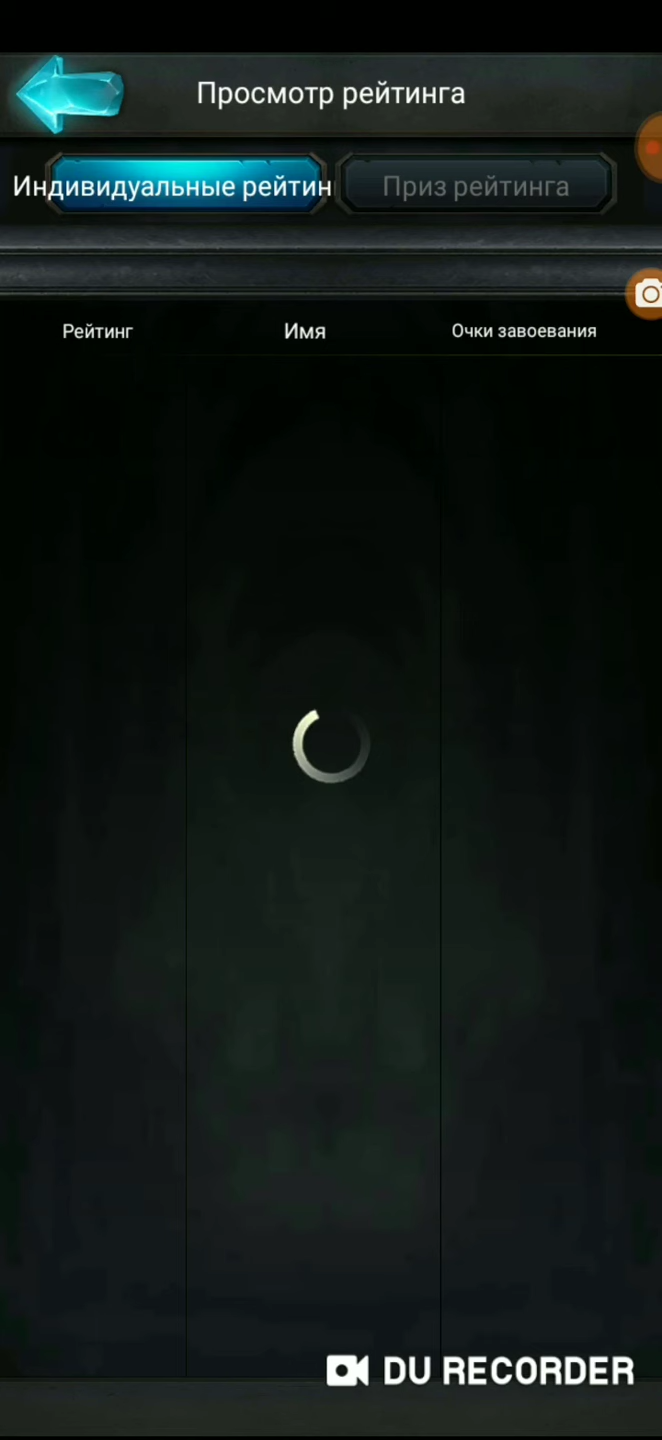 Просмотр рейтинга
Индивидуальные рейтин
Приз рейтинга
Рейтинг
Имя
Очки завоевания
DU RECORDER